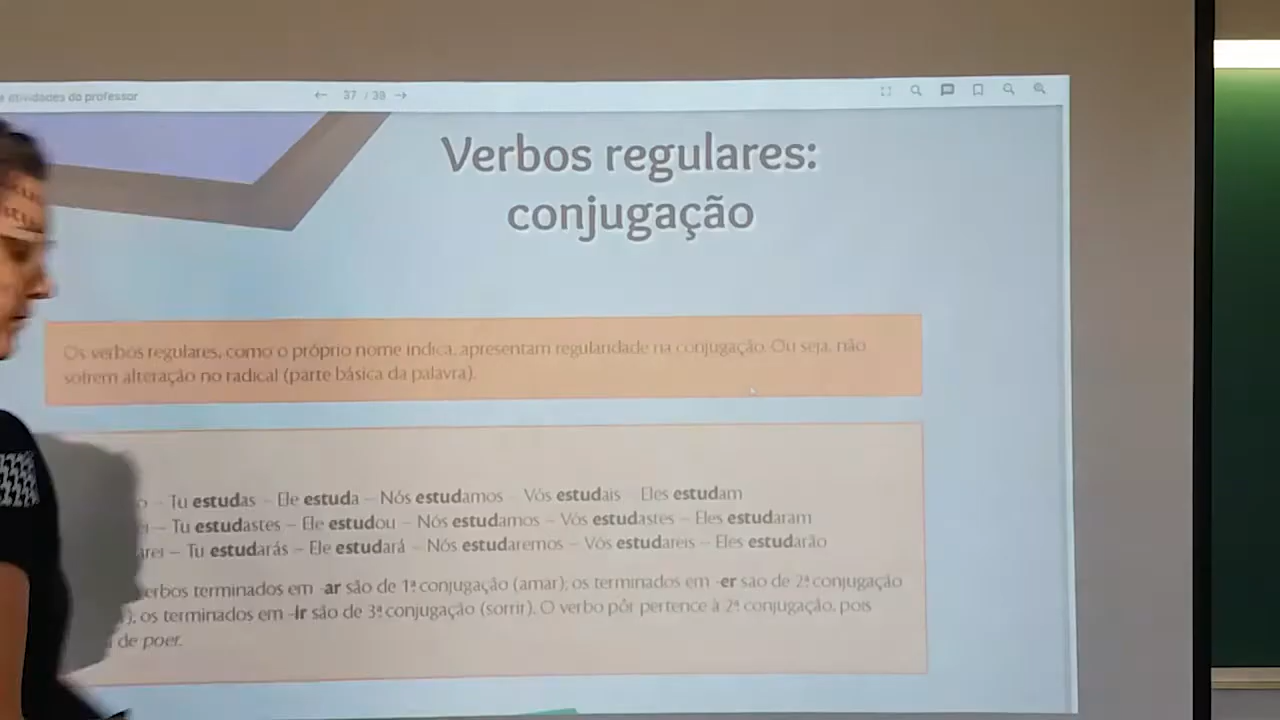 e atividades do professor
37 / 39
Verbos regulares:
conjugação
Os verbos regulares, como o próprio nome indica, apresentam regularidade na conjugação. Ou seja, não
sofrem alteração no radical (parte básica da palavra).
o – Tu estudas – Ele estuda – Nós estudamos – Vós estudais – Eles estudam
ei – Tu estudastes – Ele estudou – Nós estudamos – Vós estudastes – Eles estudaram
arei – Tu estudarás – Ele estudará – Nós estudaremos – Vós estudareis – Eles estudarão
verbos terminados em -ar são de 1ª conjugação (amar); os terminados em -er são de 2ª conjugação
); os terminados em -ir são de 3ª conjugação (sorrir). O verbo pôr pertence à 2ª conjugação, pois
de poer.